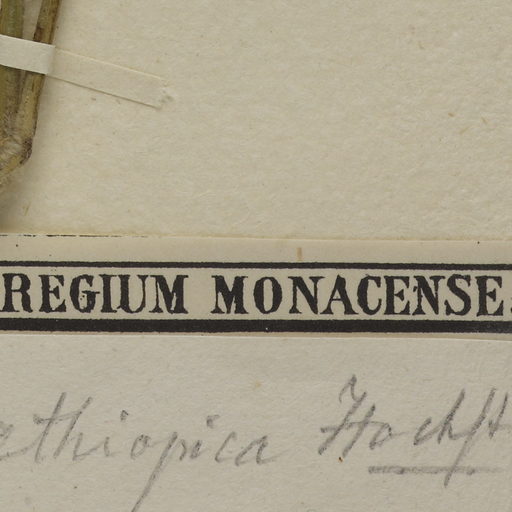 REGIUM MONACENSE.
aethiopica Hochst